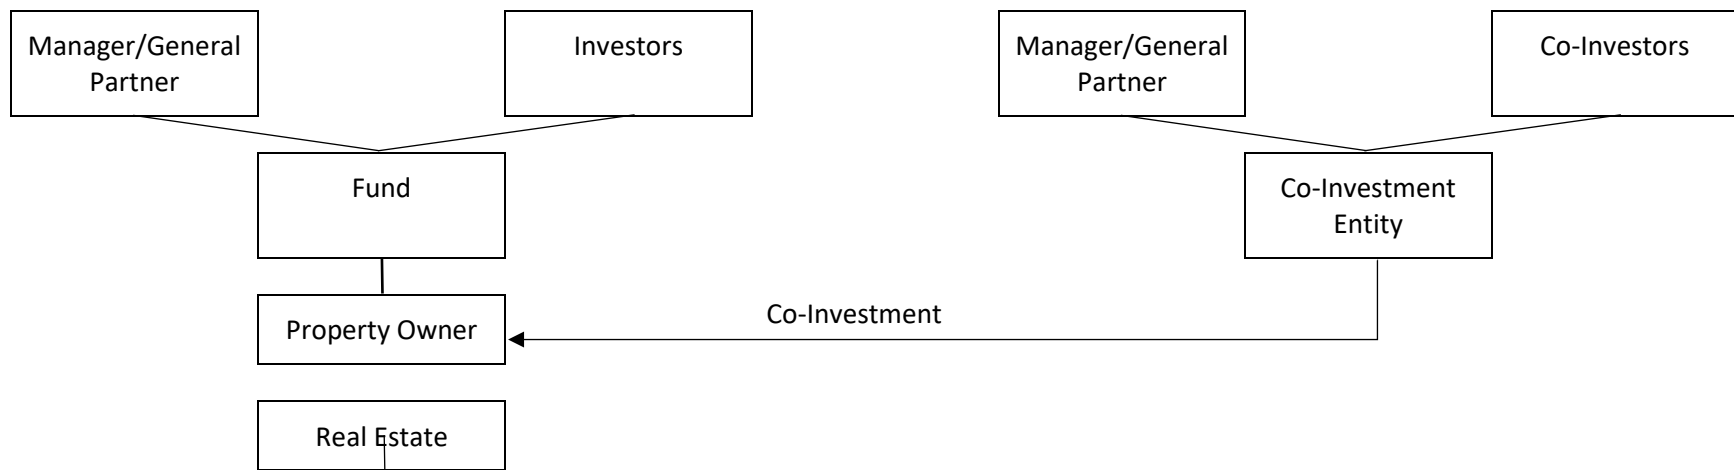 Manager/General
Partner
Investors
Manager/General
Partner
Co-Investors
Fund
Co-Investment
Entity
Co-Investment
Property Owner
Real Estate